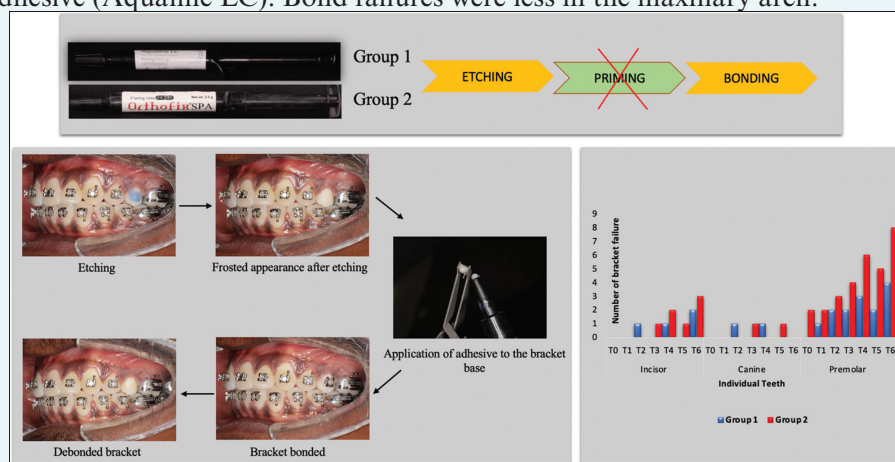 dhesive (Aqualine LC). Bond failures were less in the maxillary arch.
Group 1
Group 2
Orthofix SPA
ETCHING
PRIMING
BONDING
Etching
Frosted appearance after etching
Application of adhesive to the bracket
base
Debonded bracket
Bracket bonded
Number of bracket failure
9
8
7
6
5
4
3
2
1
0
T0 T1 T2 T3 T4 T5 T6 T0 T1 T2 T3 T4 T5 T6 T0 T1 T2 T3 T4 T5 T6
Incisor Canine Premolar
Individual Teeth
Group 1 Group 2